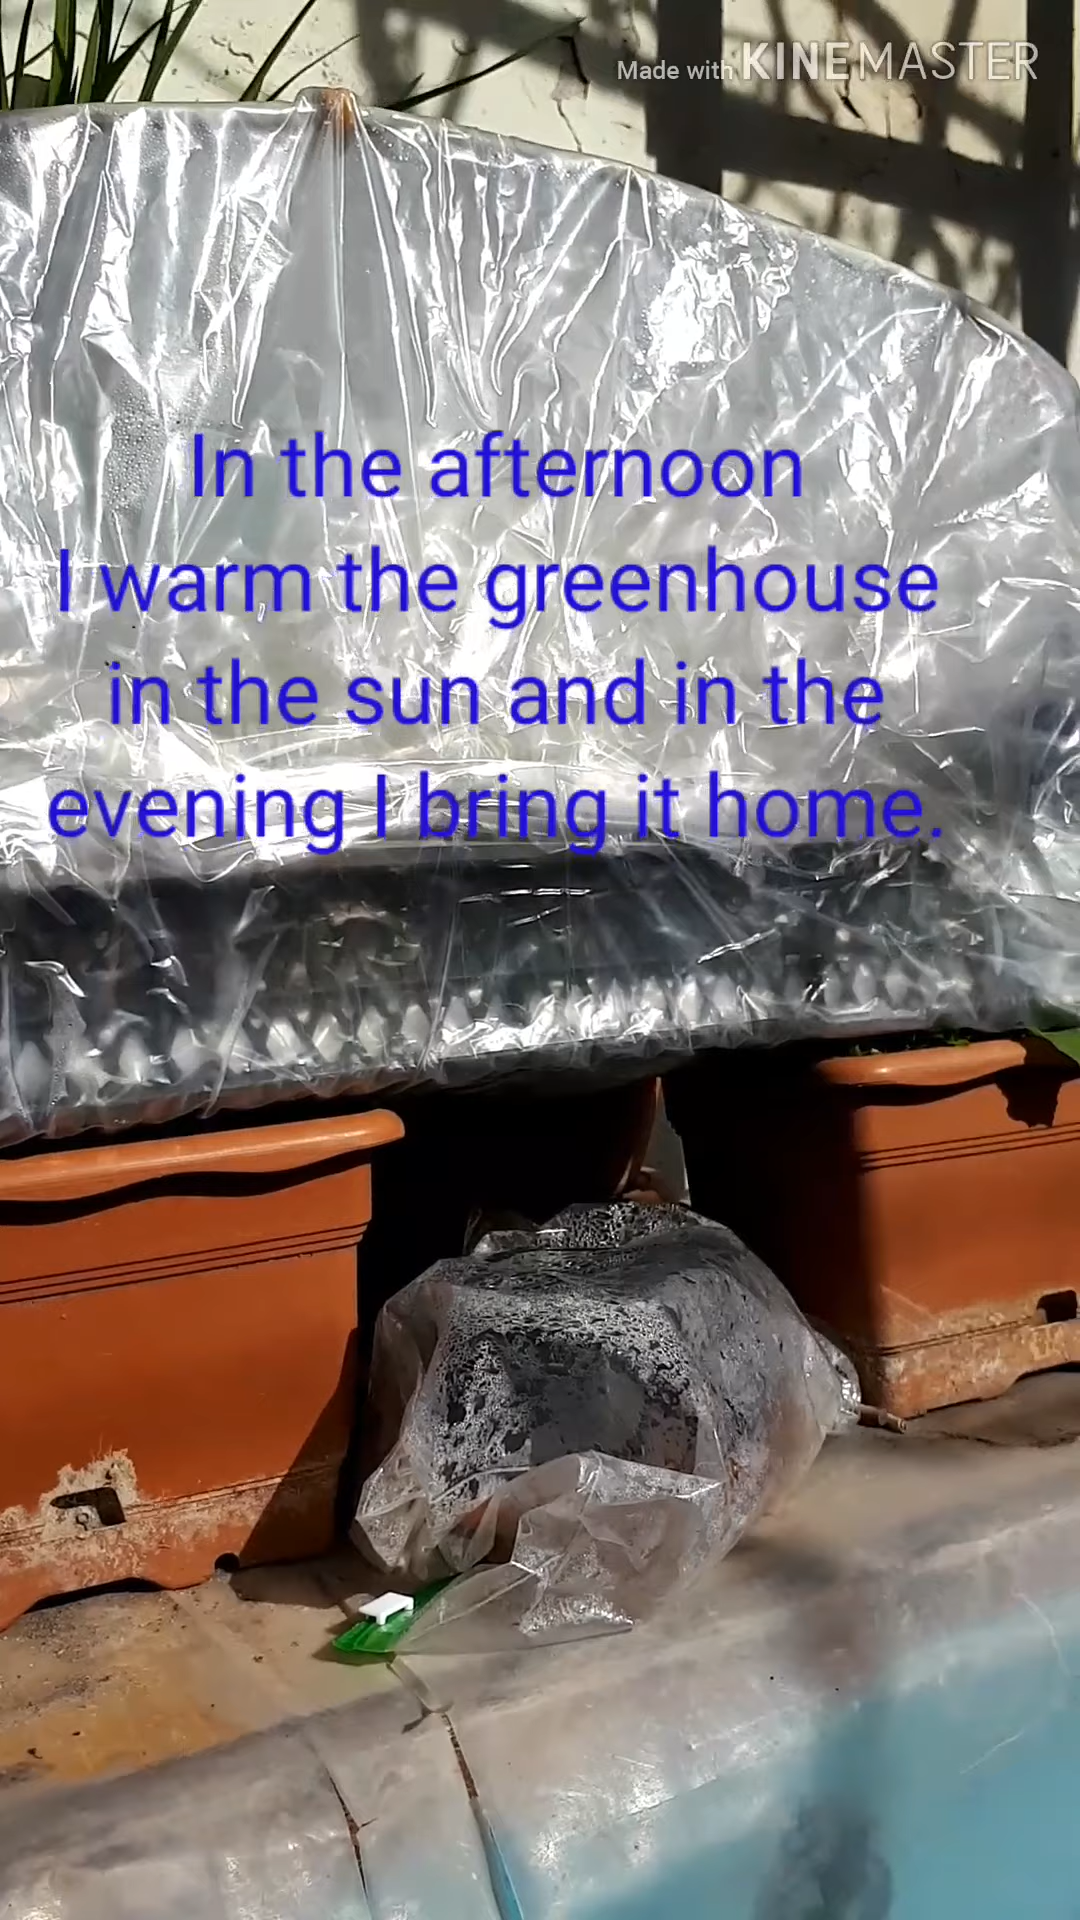 Made with KINEMASTER
In the afternoon
I warm the greenhouse
in the sun and in the
evening I bring it home.